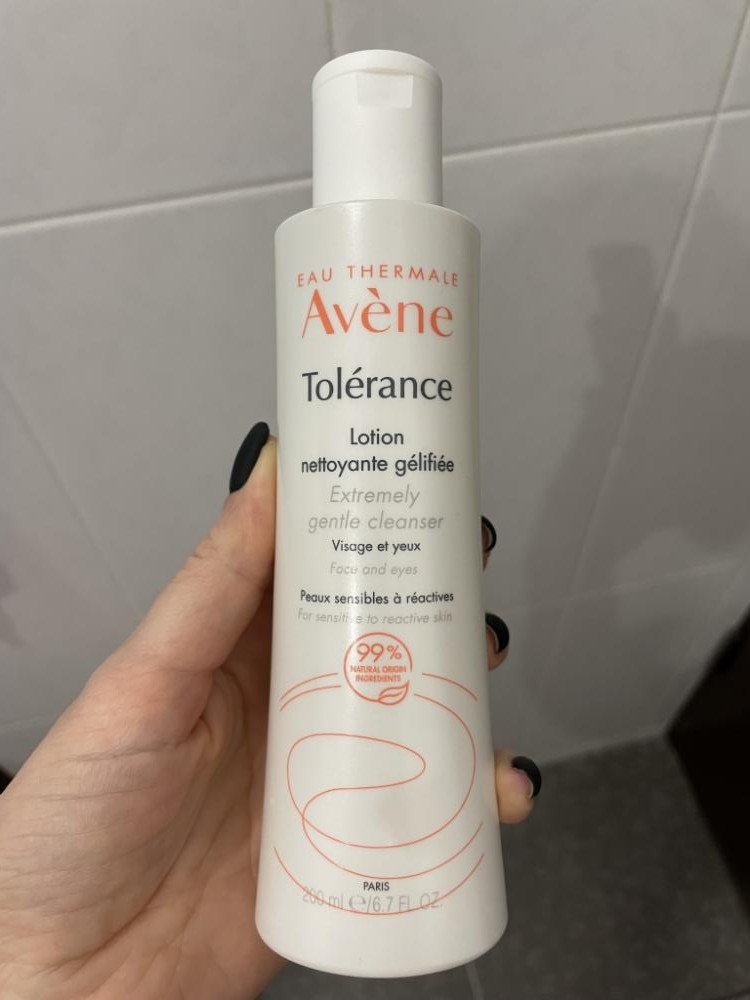 EAU THERMALE
Avène
Tolérance
Lotion
nettoyante gélifiée
Extremely
gentle cleanser
Visage et yeux
Face and eyes
Peaux sensibles à réactives
For sensitive to reactive skin
99%
NATURAL ORIGIN
INGREDIENTS
PARIS
200 ml ℮/6.7 FL. OZ.